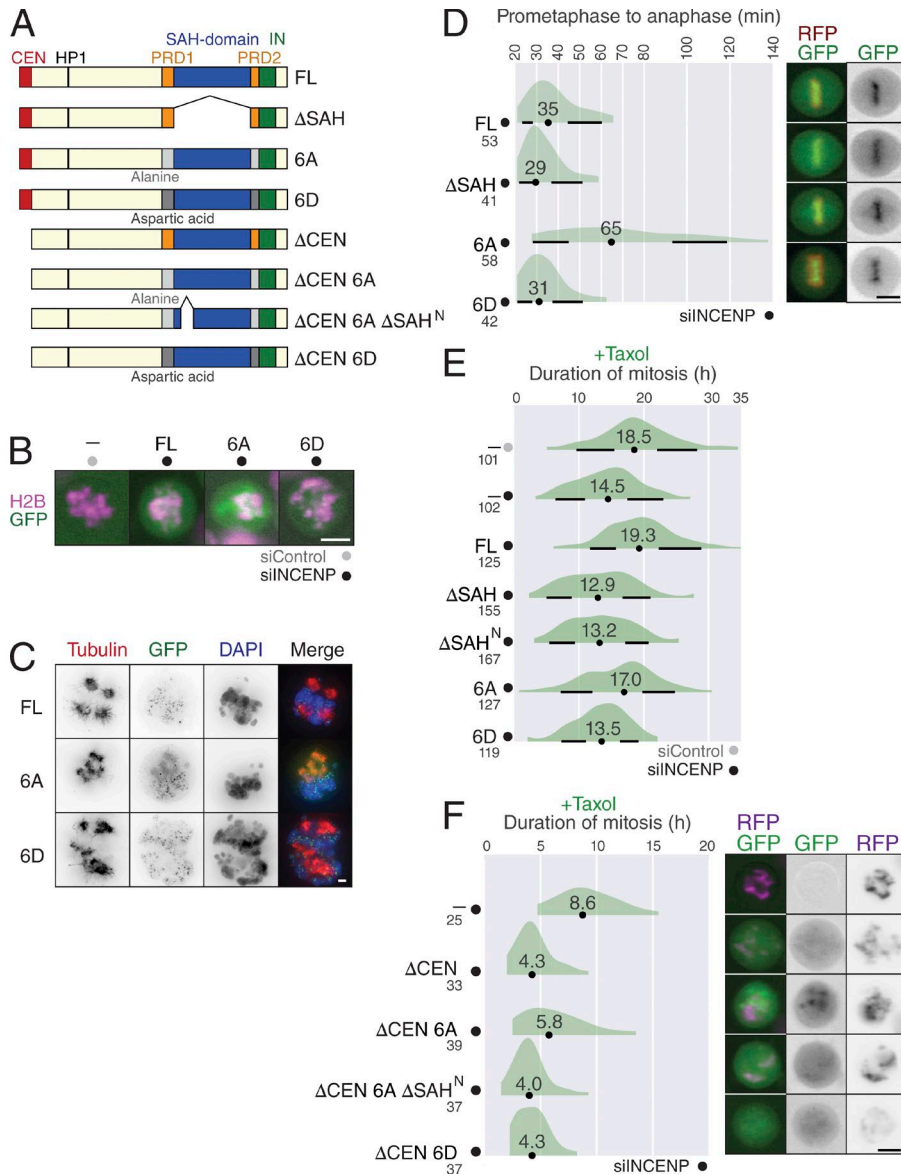 A
SAH-domain IN
CEN HP1 PRD1 PRD2
FL
ΔSAH
6A
Alanine
6D
Aspartic acid
ΔCEN
ΔCEN 6A
Alanine
ΔCEN 6A ΔSAH^N
ΔCEN 6D
Aspartic acid
B
— FL 6A 6D
H2B
GFP
siControl
siINCENP
C
Tubulin GFP DAPI Merge
FL
6A
6D
D
Prometaphase to anaphase (min)
20 30 40 50 60 80 100 120 140
RFP
GFP GFP
35
FL
53
29
ΔSAH
41
65
6A
58
31
6D
42
siINCENP
E
+Taxol
Duration of mitosis (h)
0 10 20 30 35
18.5
—
101
14.5
—
102
19.3
FL
125
12.9
ΔSAH
155
13.2
ΔSAH^N
167
17.0
6A
127
13.5
6D
119
siControl
siINCENP
F
+Taxol
Duration of mitosis (h)
0 5 10 15 20
RFP
GFP GFP RFP
8.6
—
25
4.3
ΔCEN
33
5.8
ΔCEN 6A
39
4.0
ΔCEN 6A ΔSAH^N
37
4.3
ΔCEN 6D
37
siINCENP